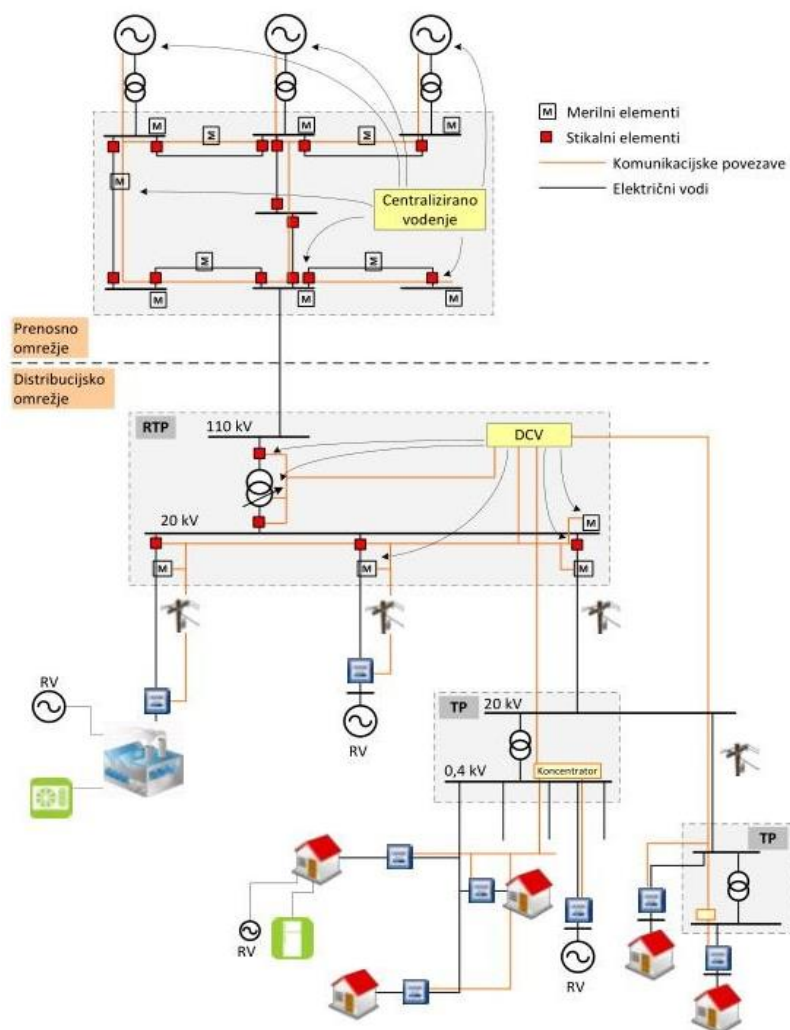 M
M
M
M
M
M Merilni elementi
Stikalni elementi
Komunikacijske povezave
Električni vodi
M
Centralizirano
vodenje
M
M
M
M
M
Prenosno
omrežje
Distribucijsko
omrežje
RTP
110 kV
DCV
20 kV
M
M
M
M
RV
RV
TP
20 kV
0,4 kV
Koncentrator
TP
RV
RV